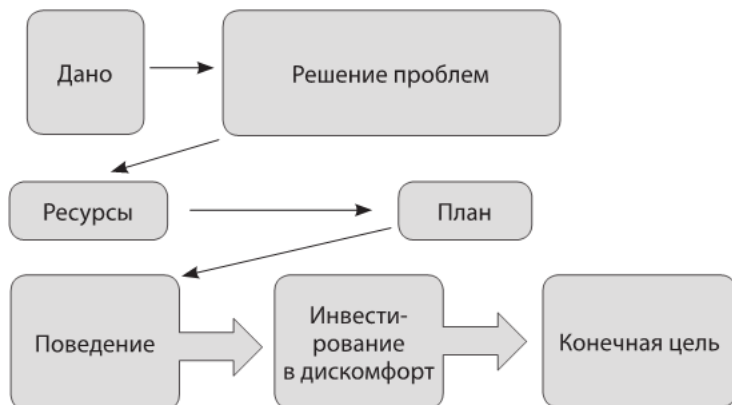 Дано
Решение проблем
Ресурсы
План
Поведение
Инвести-
рование
в дискомфорт
Конечная цель